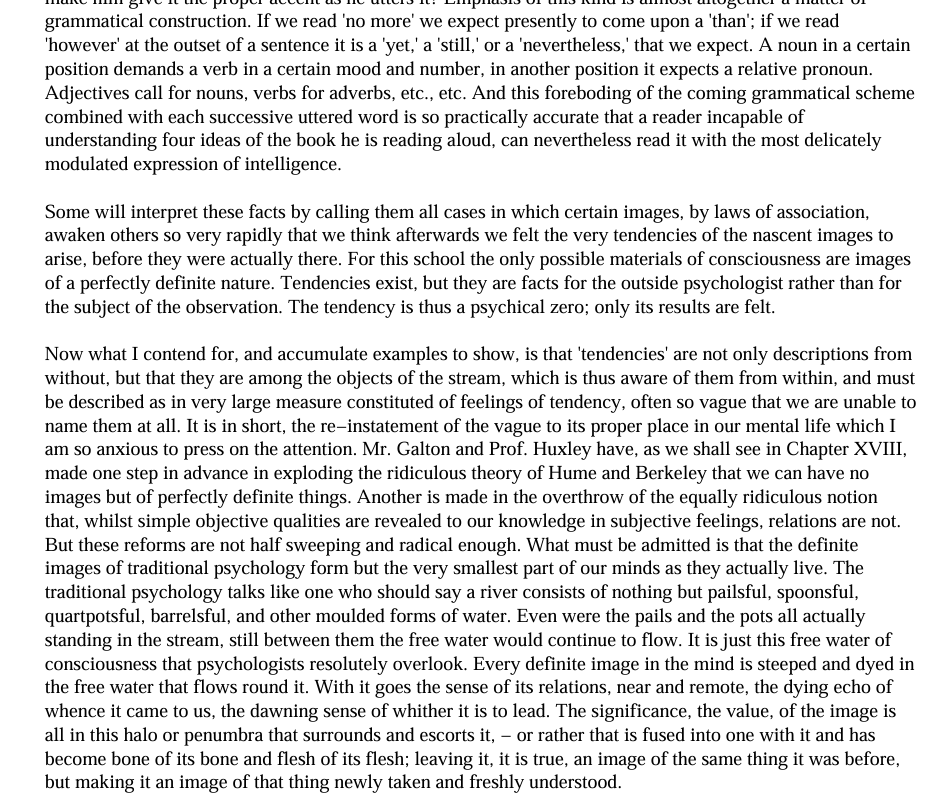 make him give it the proper accent as he utters it? Emphasis of this kind is almost altogether a matter of
grammatical construction. If we read 'no more' we expect presently to come upon a 'than'; if we read
'however' at the outset of a sentence it is a 'yet,' a 'still,' or a 'nevertheless,' that we expect. A noun in a certain
position demands a verb in a certain mood and number, in another position it expects a relative pronoun.
Adjectives call for nouns, verbs for adverbs, etc., etc. And this foreboding of the coming grammatical scheme
combined with each successive uttered word is so practically accurate that a reader incapable of
understanding four ideas of the book he is reading aloud, can nevertheless read it with the most delicately
modulated expression of intelligence.
Some will interpret these facts by calling them all cases in which certain images, by laws of association,
awaken others so very rapidly that we think afterwards we felt the very tendencies of the nascent images to
arise, before they were actually there. For this school the only possible materials of consciousness are images
of a perfectly definite nature. Tendencies exist, but they are facts for the outside psychologist rather than for
the subject of the observation. The tendency is thus a psychical zero; only its results are felt.
Now what I contend for, and accumulate examples to show, is that 'tendencies' are not only descriptions from
without, but that they are among the objects of the stream, which is thus aware of them from within, and must
be described as in very large measure constituted of feelings of tendency, often so vague that we are unable to
name them at all. It is in short, the re−instatement of the vague to its proper place in our mental life which I
am so anxious to press on the attention. Mr. Galton and Prof. Huxley have, as we shall see in Chapter XVIII,
made one step in advance in exploding the ridiculous theory of Hume and Berkeley that we can have no
images but of perfectly definite things. Another is made in the overthrow of the equally ridiculous notion
that, whilst simple objective qualities are revealed to our knowledge in subjective feelings, relations are not.
But these reforms are not half sweeping and radical enough. What must be admitted is that the definite
images of traditional psychology form but the very smallest part of our minds as they actually live. The
traditional psychology talks like one who should say a river consists of nothing but pailsful, spoonsful,
quartpotsful, barrelsful, and other moulded forms of water. Even were the pails and the pots all actually
standing in the stream, still between them the free water would continue to flow. It is just this free water of
consciousness that psychologists resolutely overlook. Every definite image in the mind is steeped and dyed in
the free water that flows round it. With it goes the sense of its relations, near and remote, the dying echo of
whence it came to us, the dawning sense of whither it is to lead. The significance, the value, of the image is
all in this halo or penumbra that surrounds and escorts it, − or rather that is fused into one with it and has
become bone of its bone and flesh of its flesh; leaving it, it is true, an image of the same thing it was before,
but making it an image of that thing newly taken and freshly understood.